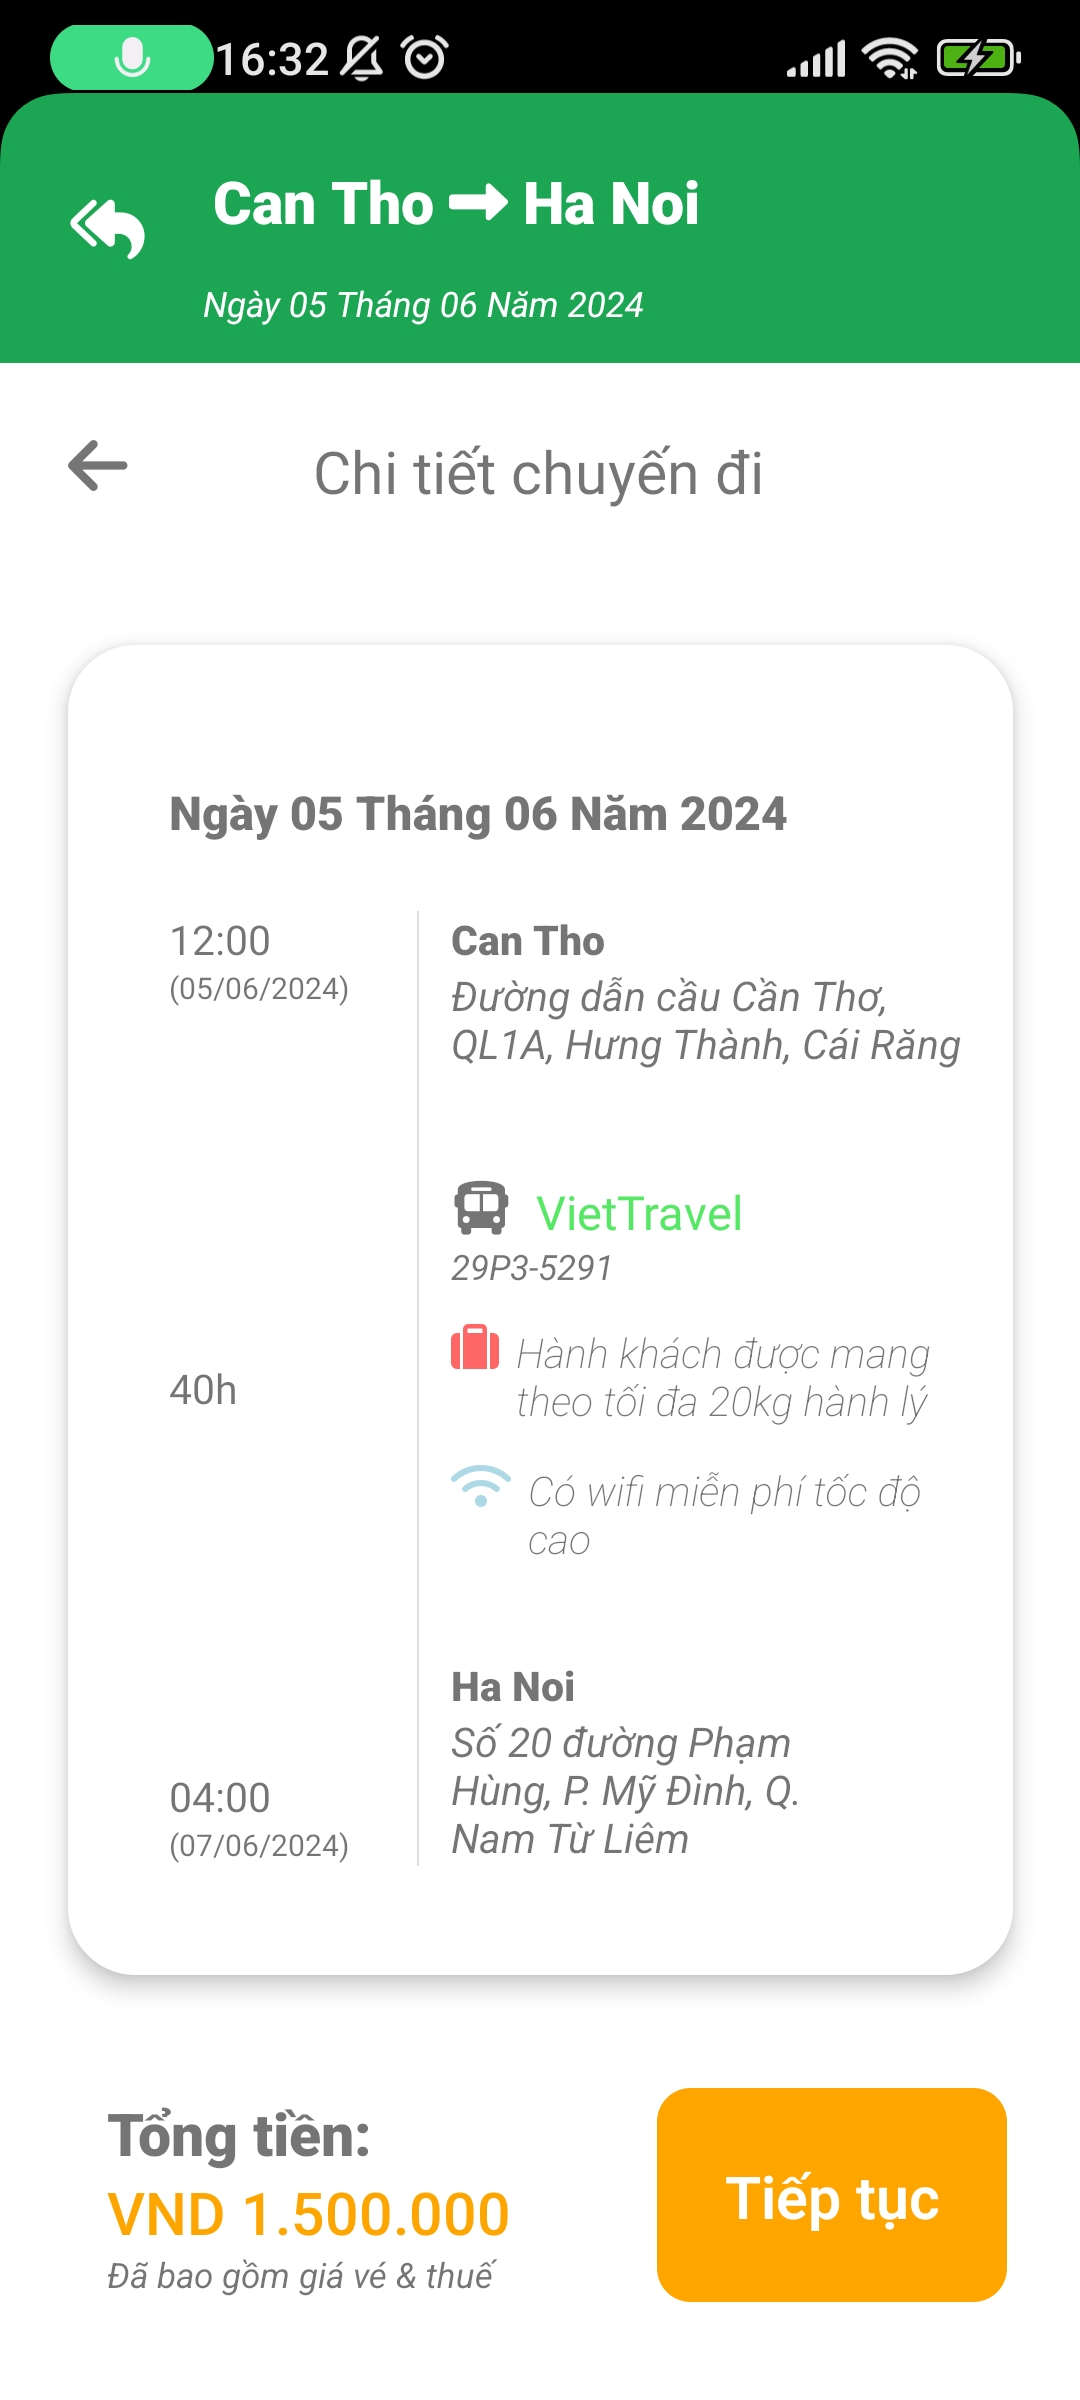 16:32
Can Tho Ha Noi
Ngày 05 Tháng 06 Năm 2024
Chi tiết chuyến đi
Ngày 05 Tháng 06 Năm 2024
12:00
(05/06/2024)
Can Tho
Đường dẫn cầu Cần Thơ,
QL1A, Hưng Thành, Cái Răng
VietTravel
29P3-5291
40h
Hành khách được mang
theo tối đa 20kg hành lý
Có wifi miễn phí tốc độ
cao
Ha Noi
Số 20 đường Phạm
Hùng, P. Mỹ Đình, Q.
Nam Từ Liêm
04:00
(07/06/2024)
Tổng tiền:
VND 1.500.000
Đã bao gồm giá vé & thuế
Tiếp tục